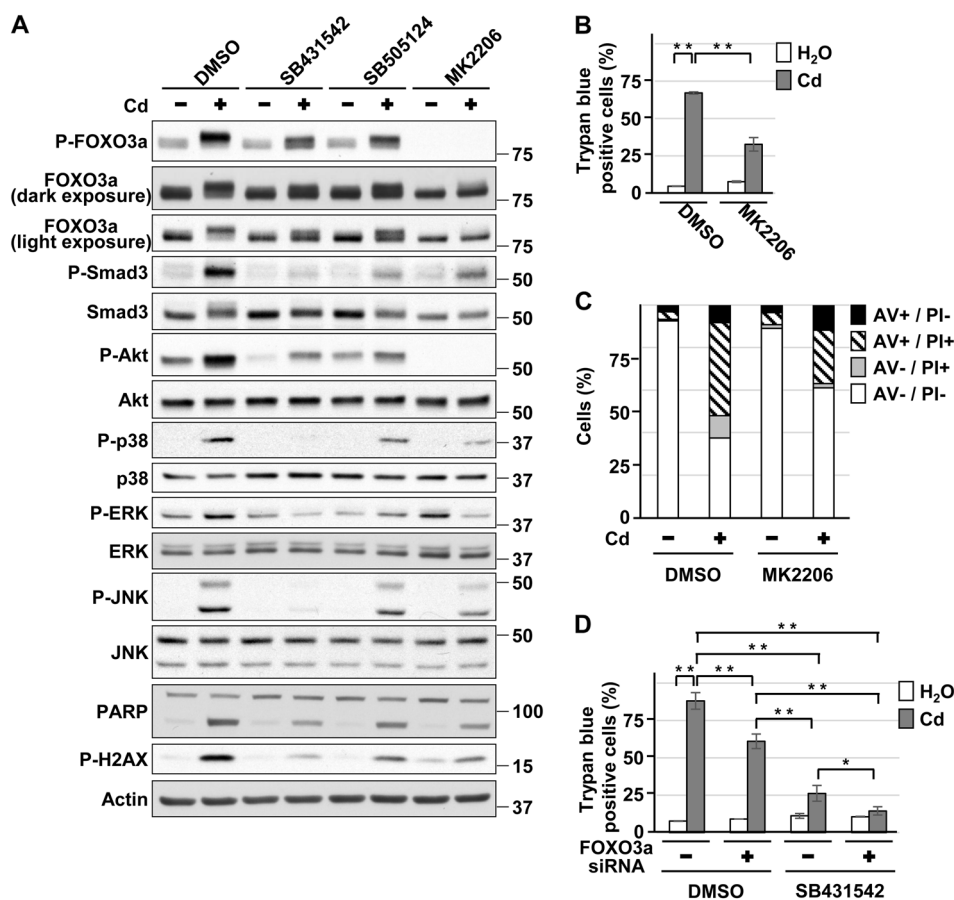 A
DMSO
SB431542
SB505124
MK2206
Cd − + − + − + − +
P-FOXO3a
75
FOXO3a
(dark exposure)
75
FOXO3a
(light exposure)
75
P-Smad3
50
Smad3
50
P-Akt
50
Akt
50
P-p38
37
p38
37
P-ERK
37
ERK
37
P-JNK
50
JNK
50
PARP
100
P-H2AX
15
Actin
37
B
Trypan blue
positive cells (%)
75
50
25
0
** **
H₂O
Cd
DMSO
MK2206
C
Cells (%)
75
50
25
0
AV+ / PI-
AV+ / PI+
AV- / PI+
AV- / PI-
Cd − + − +
DMSO MK2206
D
Trypan blue
positive cells (%)
75
50
25
0
**
**
** **
**
**
*
H₂O
Cd
FOXO3a
siRNA
− + − +
DMSO SB431542